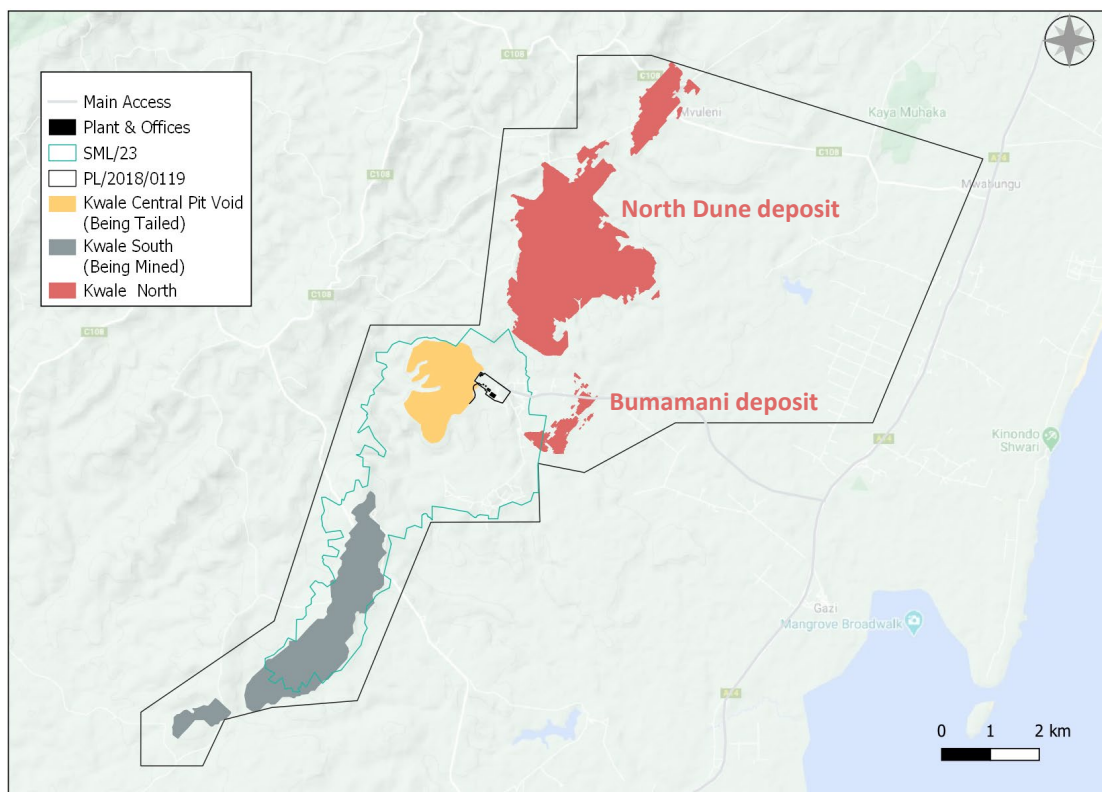 Main Access
Plant & Offices
SML/23
PL/2018/0119
Kwale Central Pit Void
(Being Tailed)
Kwale South
(Being Mined)
Kwale North
C108
C108
Mvuleni
Kaya Muhaka
C108
A14
Mwabungu
North Dune deposit
C108
C108
Bumamani deposit
A14
Kinondo
Shwari
Gazi
Mangrove Broadwalk
A14
0 1 2 km